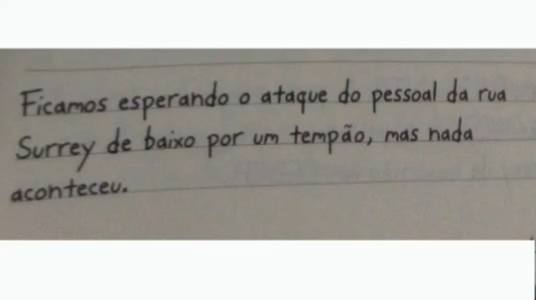 Ficamos esperando o ataque do pessoal da rua
Surrey de baixo por um tempão, mas nada
aconteceu.